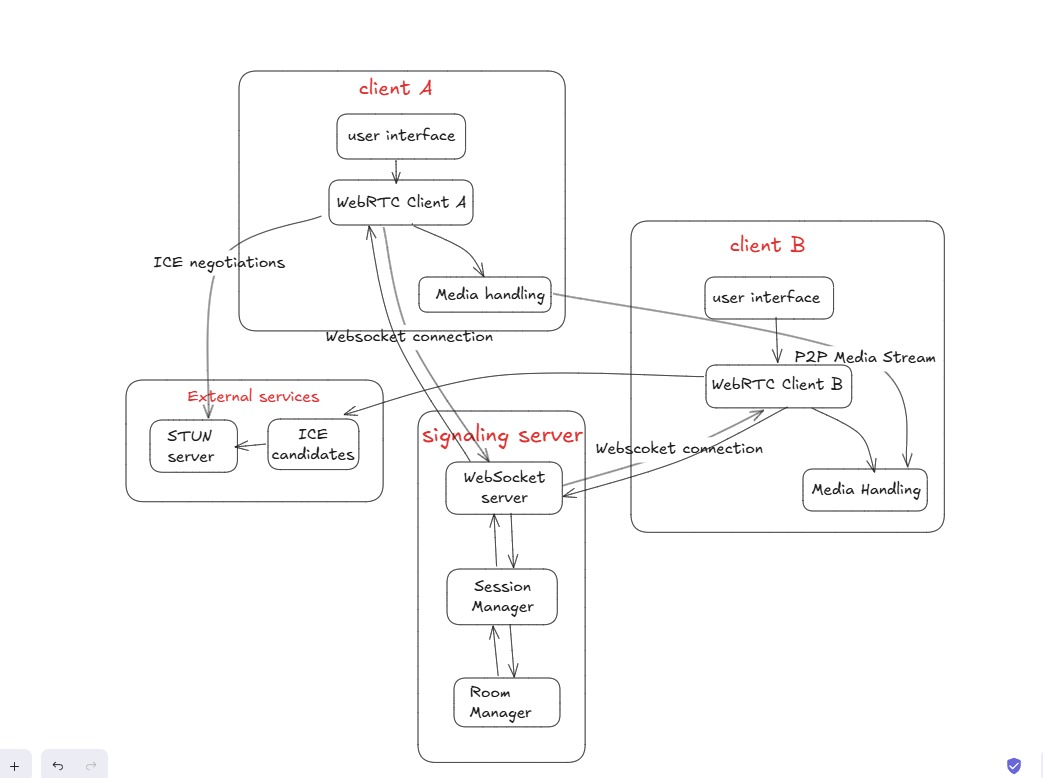 client A
user interface
WebRTC Client A
ICE negotiations
Media handling
Websocket connection
client B
user interface
P2P Media Stream
WebRTC Client B
Media Handling
External services
STUN
server
ICE
candidates
signaling server
Webscoket connection
WebSocket
server
Session
Manager
Room
Manager